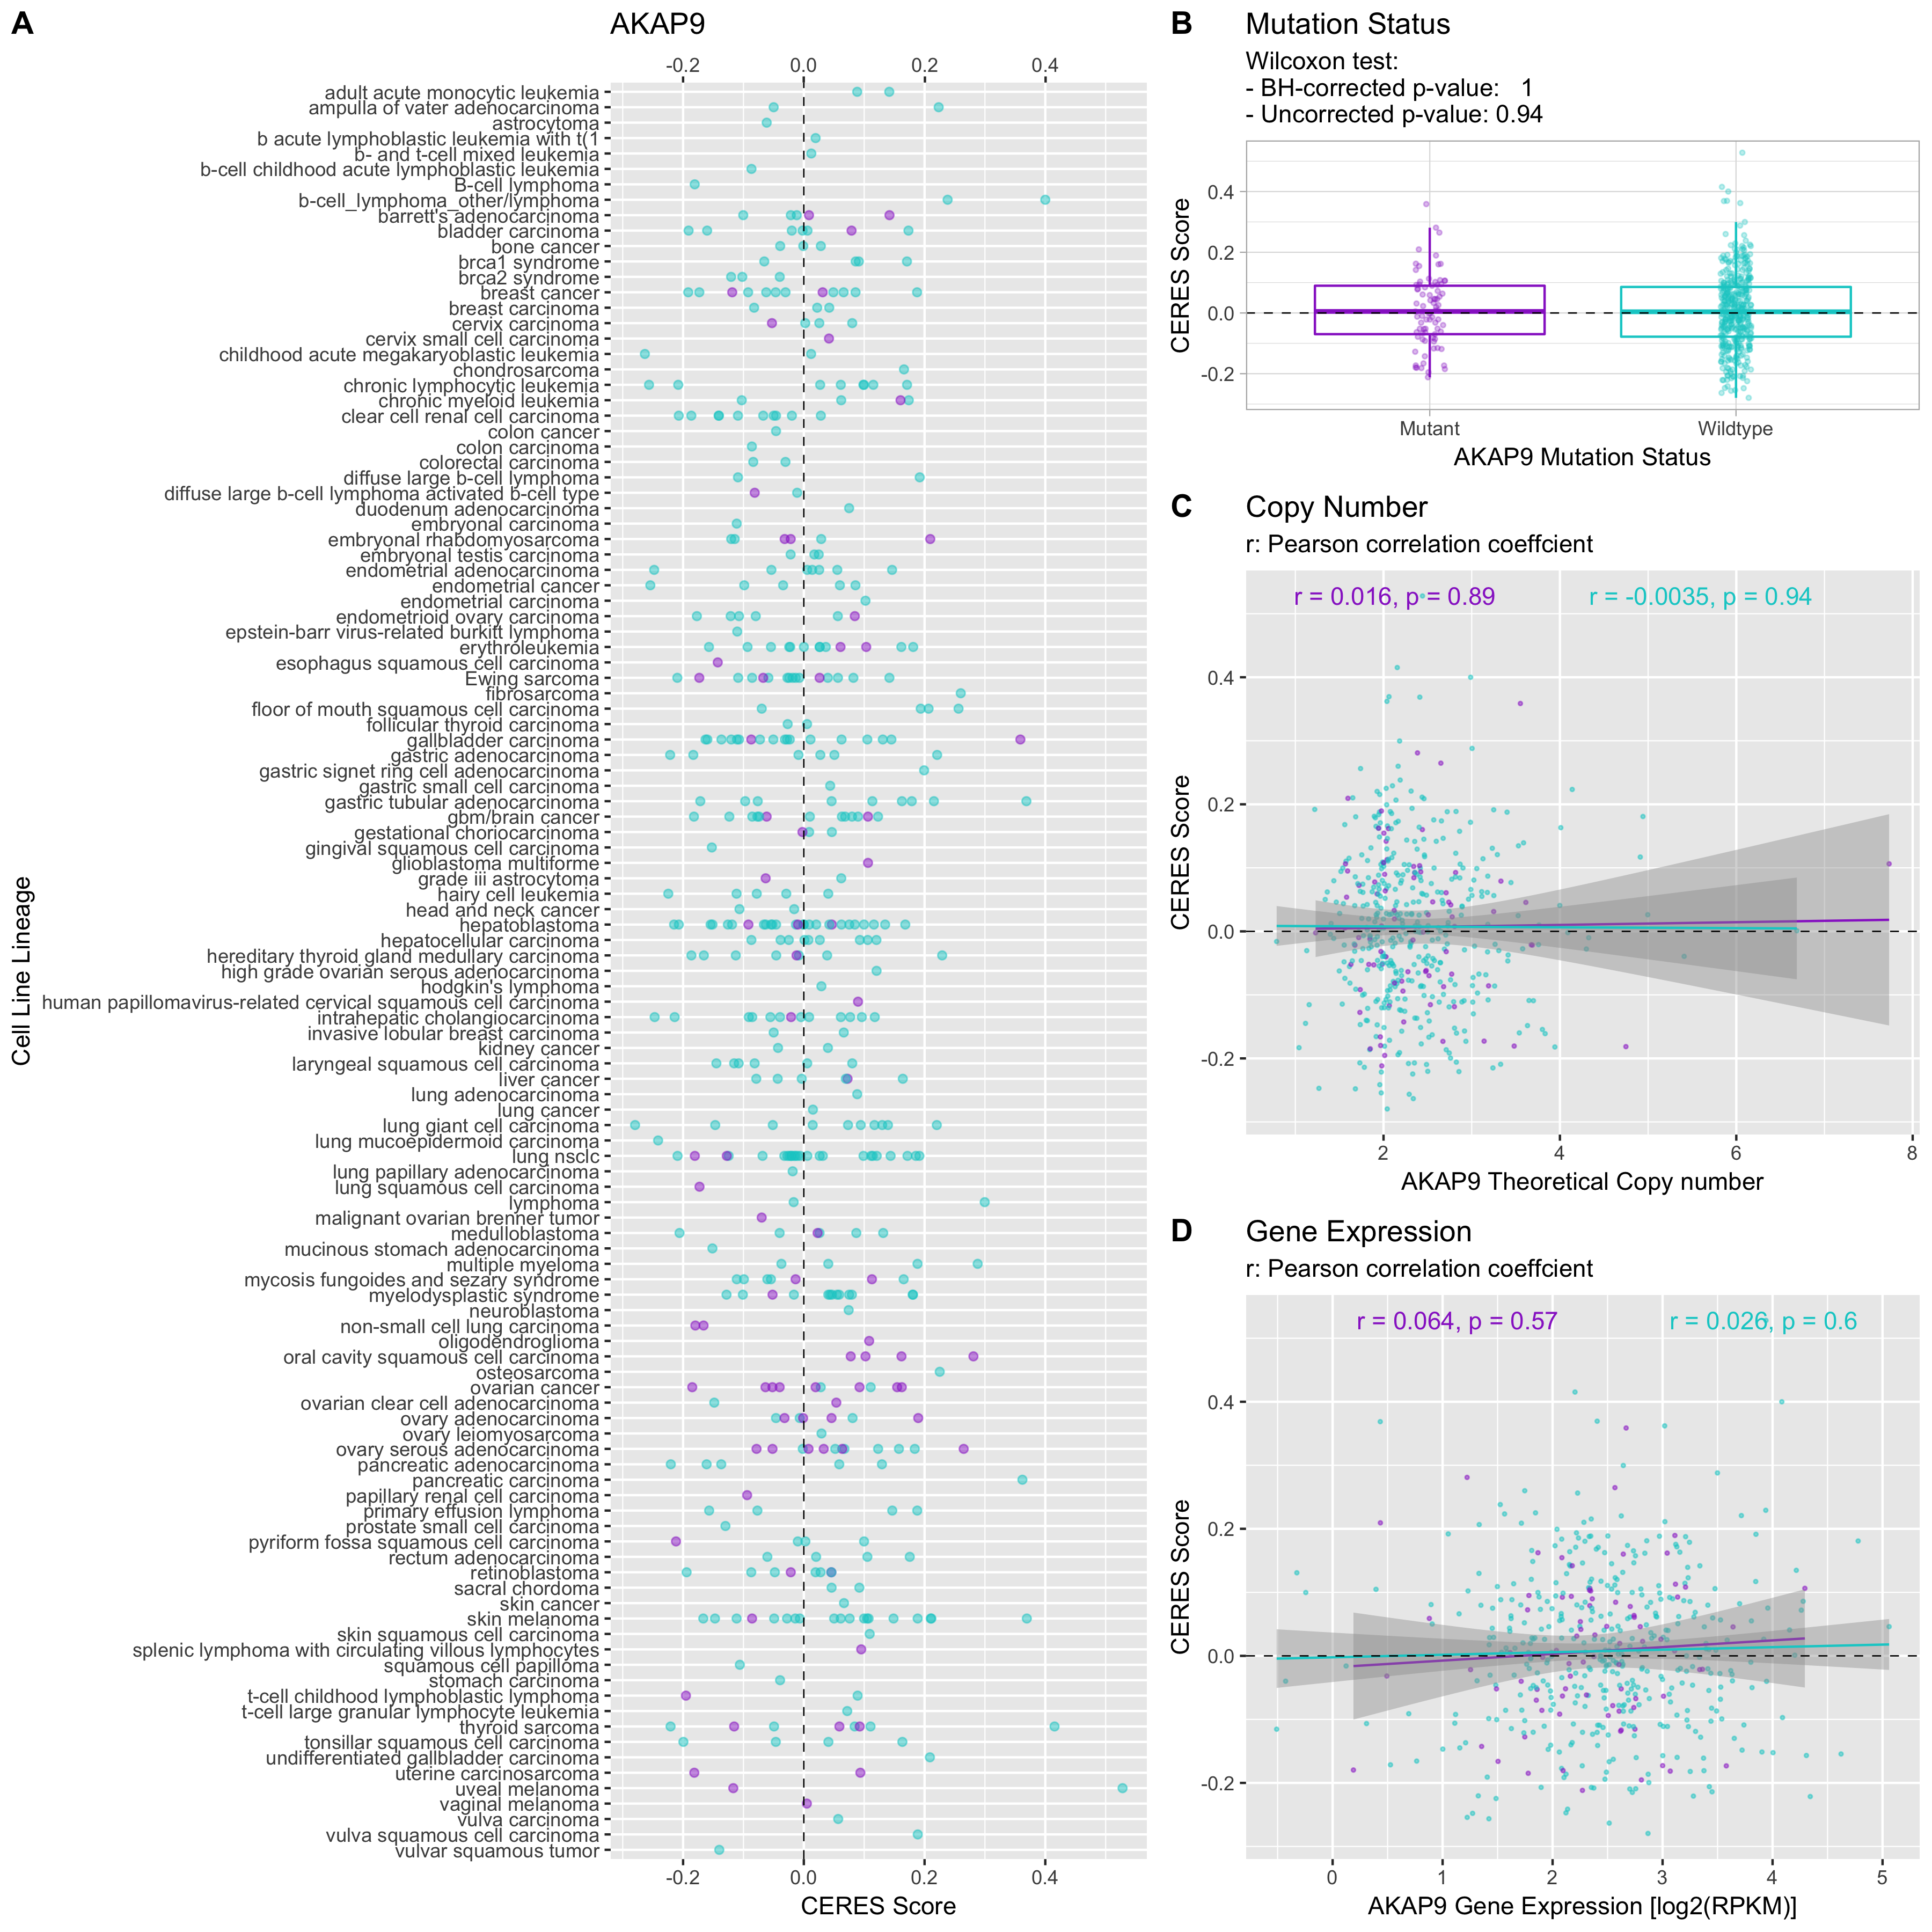 A
AKAP9
-0.2 0.0 0.2 0.4
Cell Line Lineage
adult acute monocytic leukemia
ampulla of vater adenocarcinoma
astrocytoma
b acute lymphoblastic leukemia with t(1
b- and t-cell mixed leukemia
b-cell childhood acute lymphoblastic leukemia
B-cell lymphoma
b-cell_lymphoma_other/lymphoma
barrett's adenocarcinoma
bladder carcinoma
bone cancer
brca1 syndrome
brca2 syndrome
breast cancer
breast carcinoma
cervix carcinoma
cervix small cell carcinoma
childhood acute megakaryoblastic leukemia
chondrosarcoma
chronic lymphocytic leukemia
chronic myeloid leukemia
clear cell renal cell carcinoma
colon cancer
colon carcinoma
colorectal carcinoma
diffuse large b-cell lymphoma
diffuse large b-cell lymphoma activated b-cell type
duodenum adenocarcinoma
embryonal carcinoma
embryonal rhabdomyosarcoma
embryonal testis carcinoma
endometrial adenocarcinoma
endometrial cancer
endometrial carcinoma
endometrioid ovary carcinoma
epstein-barr virus-related burkitt lymphoma
erythroleukemia
esophagus squamous cell carcinoma
Ewing sarcoma
fibrosarcoma
floor of mouth squamous cell carcinoma
follicular thyroid carcinoma
gallbladder carcinoma
gastric adenocarcinoma
gastric signet ring cell adenocarcinoma
gastric small cell carcinoma
gastric tubular adenocarcinoma
gbm/brain cancer
gestational choriocarcinoma
gingival squamous cell carcinoma
glioblastoma multiforme
grade iii astrocytoma
hairy cell leukemia
head and neck cancer
hepatoblastoma
hepatocellular carcinoma
hereditary thyroid gland medullary carcinoma
high grade ovarian serous adenocarcinoma
hodgkin's lymphoma
human papillomavirus-related cervical squamous cell carcinoma
intrahepatic cholangiocarcinoma
invasive lobular breast carcinoma
kidney cancer
laryngeal squamous cell carcinoma
liver cancer
lung adenocarcinoma
lung cancer
lung giant cell carcinoma
lung mucoepidermoid carcinoma
lung nsclc
lung papillary adenocarcinoma
lung squamous cell carcinoma
lymphoma
malignant ovarian brenner tumor
medulloblastoma
mucinous stomach adenocarcinoma
multiple myeloma
mycosis fungoides and sezary syndrome
myelodysplastic syndrome
neuroblastoma
non-small cell lung carcinoma
oligodendroglioma
oral cavity squamous cell carcinoma
osteosarcoma
ovarian cancer
ovarian clear cell adenocarcinoma
ovary adenocarcinoma
ovary leiomyosarcoma
ovary serous adenocarcinoma
pancreatic adenocarcinoma
pancreatic carcinoma
papillary renal cell carcinoma
primary effusion lymphoma
prostate small cell carcinoma
pyriform fossa squamous cell carcinoma
rectum adenocarcinoma
retinoblastoma
sacral chordoma
skin cancer
skin melanoma
skin squamous cell carcinoma
splenic lymphoma with circulating villous lymphocytes
squamous cell papilloma
stomach carcinoma
t-cell childhood lymphoblastic lymphoma
t-cell large granular lymphocyte leukemia
thyroid sarcoma
tonsillar squamous cell carcinoma
undifferentiated gallbladder carcinoma
uterine carcinosarcoma
uveal melanoma
vaginal melanoma
vulva carcinoma
vulva squamous cell carcinoma
vulvar squamous tumor
-0.2 0.0 0.2 0.4
CERES Score
B
Mutation Status
Wilcoxon test:
- BH-corrected p-value: 1
- Uncorrected p-value: 0.94
CERES Score
0.4
0.2
0.0
-0.2
Mutant Wildtype
AKAP9 Mutation Status
C
Copy Number
r: Pearson correlation coeffcient
r = 0.016, p = 0.89 r = -0.0035, p = 0.94
CERES Score
0.4
0.2
0.0
-0.2
2 4 6 8
AKAP9 Theoretical Copy number
D
Gene Expression
r: Pearson correlation coeffcient
r = 0.064, p = 0.57 r = 0.026, p = 0.6
CERES Score
0.4
0.2
0.0
-0.2
0 1 2 3 4 5
AKAP9 Gene Expression [log2(RPKM)]